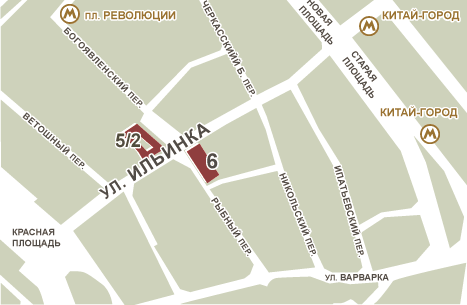 М пл. РЕВОЛЮЦИИ
ЧЕРКАССКИЙ Б. ПЕР.
НОВАЯ
ПЛОЩАДЬ
КИТАЙ-ГОРОД
М
БОГОЯВЛЕНСКИЙ ПЕР.
СТАРАЯ
ПЛОЩАДЬ
КИТАЙ-ГОРОД
М
ВЕТОШНЫЙ ПЕР.
5/2
УЛ. ИЛЬИНКА
6
РЫБНЫЙ ПЕР.
НИКОЛЬСКИЙ ПЕР.
ИПАТЬЕВСКИЙ ПЕР.
КРАСНАЯ
ПЛОЩАДЬ
УЛ. ВАРВАРКА